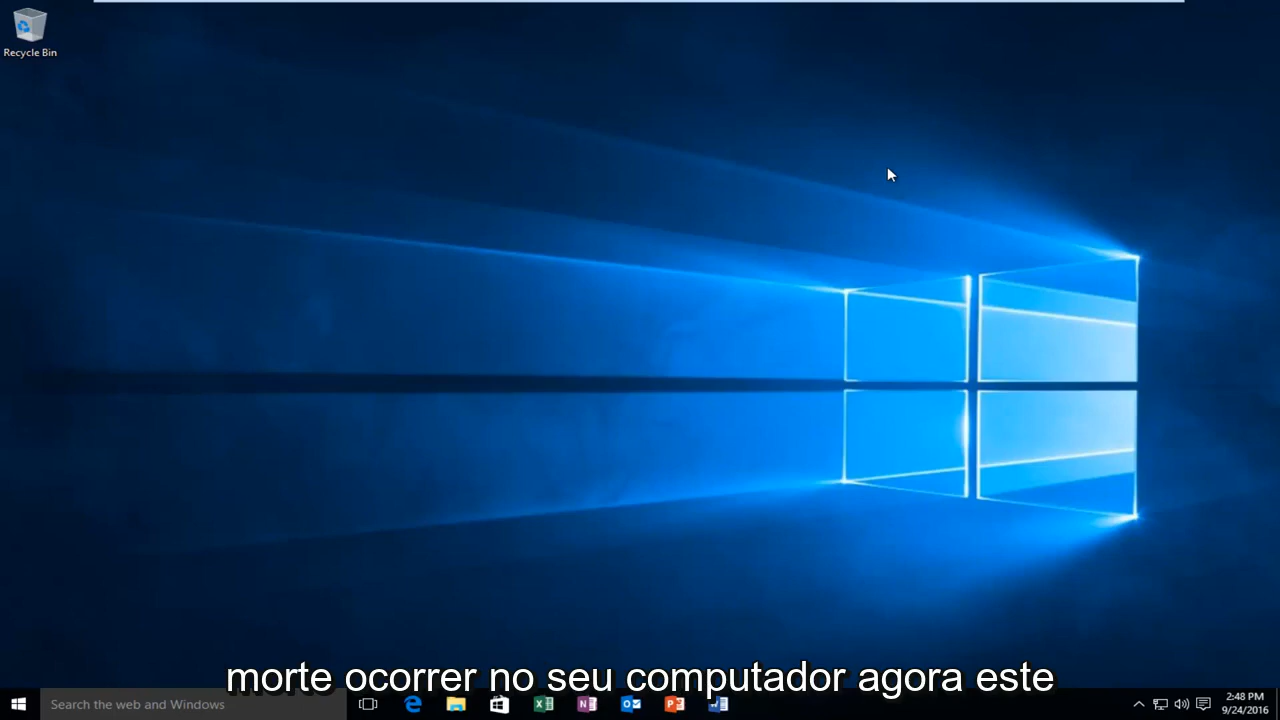 Recycle Bin
morte ocorrer no seu computador agora este
Search the web and Windows
2:48 PM
9/24/2016